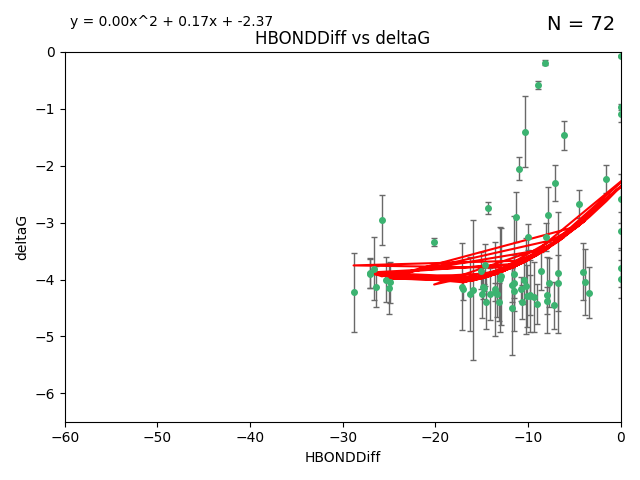 y = 0.00x^2 + 0.17x + -2.37
N = 72
HBONDDiff vs deltaG
0
−1
−2
−3
−4
−5
−6
deltaG
−60
−50
−40
−30
−20
−10
0
HBONDDiff